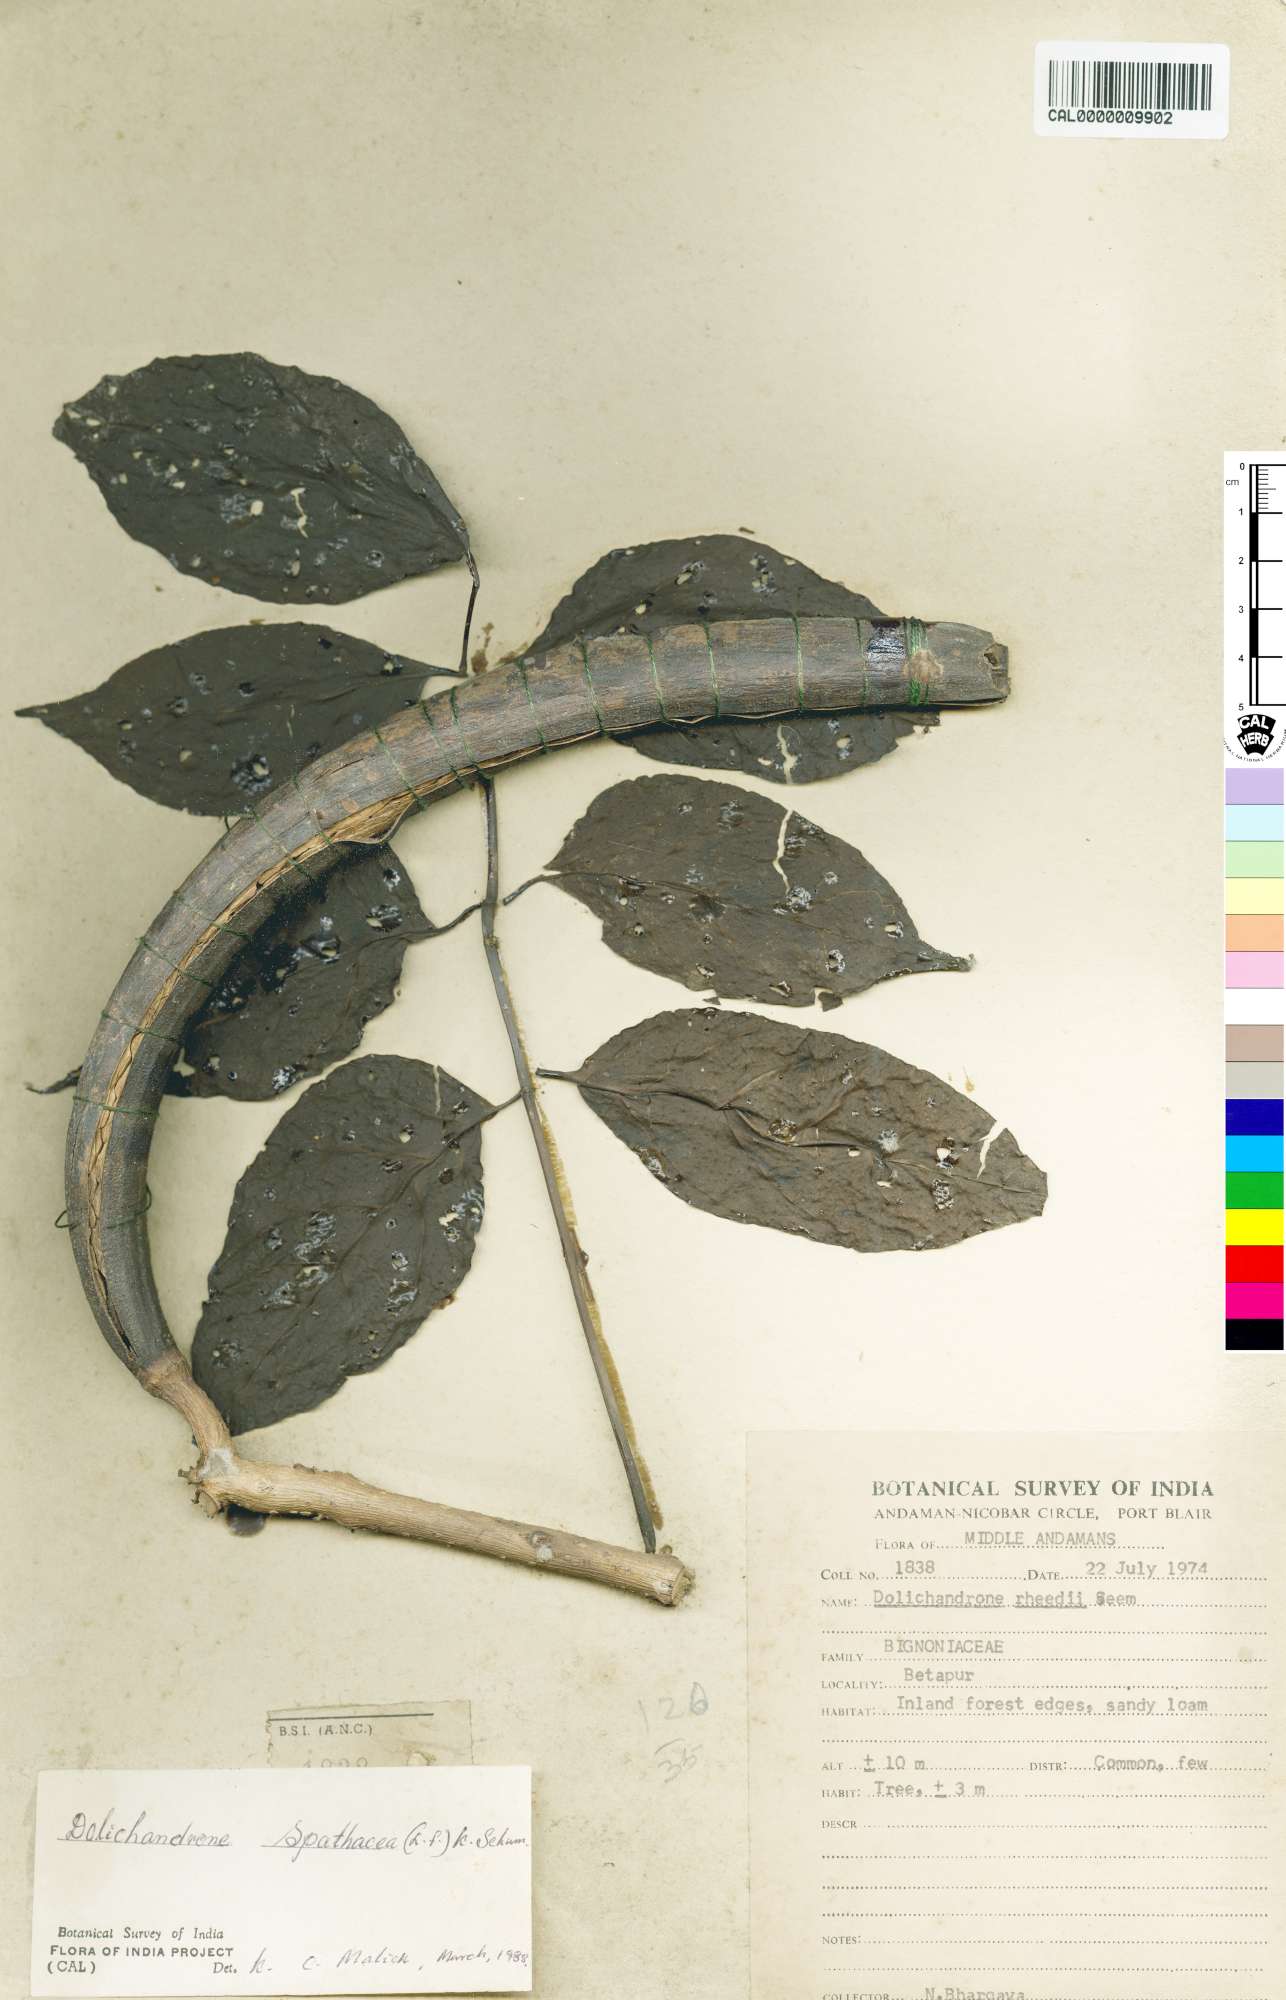 CAL0000009902
0
cm
1
2
3
4
5
CAL
HERB
BOTANICAL SURVEY OF INDIA
ANDAMAN-NICOBAR CIRCLE, PORT BLAIR
FLORA OF MIDDLE ANDAMANS
COLL NO. 1838 DATE 22 July 1974
NAME: Dolichandrone rheedii Seem
FAMILY BIGNONIACEAE
LOCALITY: Betapur
HABITAT: Inland forest edges, sandy loam
ALT ± 10 m DISTR: Common, few
HABIT: Tree, ± 3 m
DESCR
NOTES:
COLLECTOR N.Bhargava
126
35
B.S.I. (A.N.C.)
1838
Dolichandrone Spathacea (L.f.) K. Schum.
Botanical Survey of India
FLORA OF INDIA PROJECT
(CAL) Det. K. C. Malick, March, 1988.